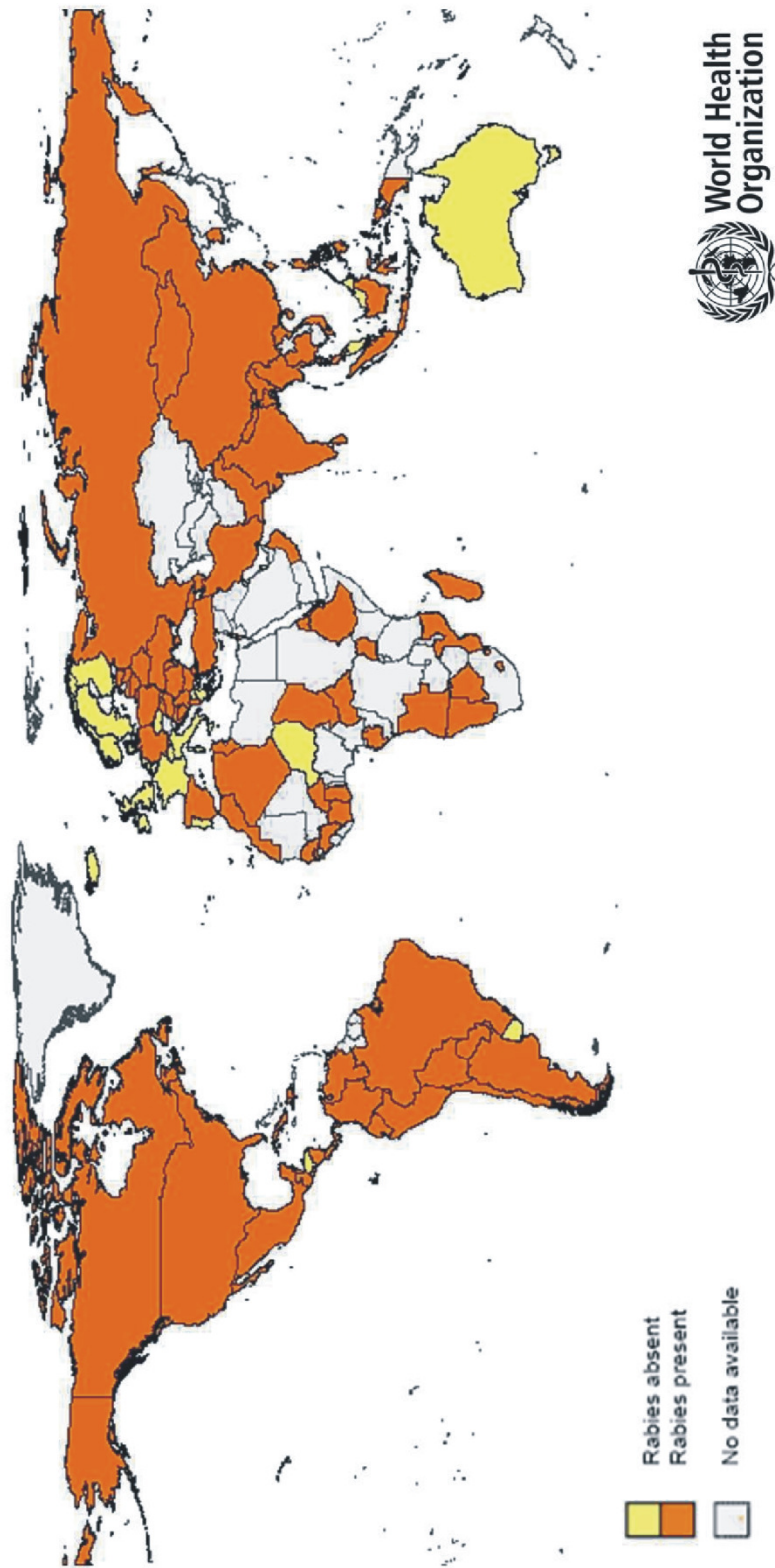 Rabies absent
Rabies present
No data available
World Health
Organization